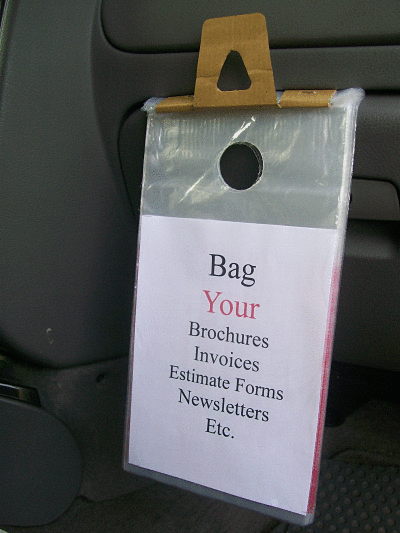 Bag
Your
Brochures
Invoices
Estimate Forms
Newsletters
Etc.